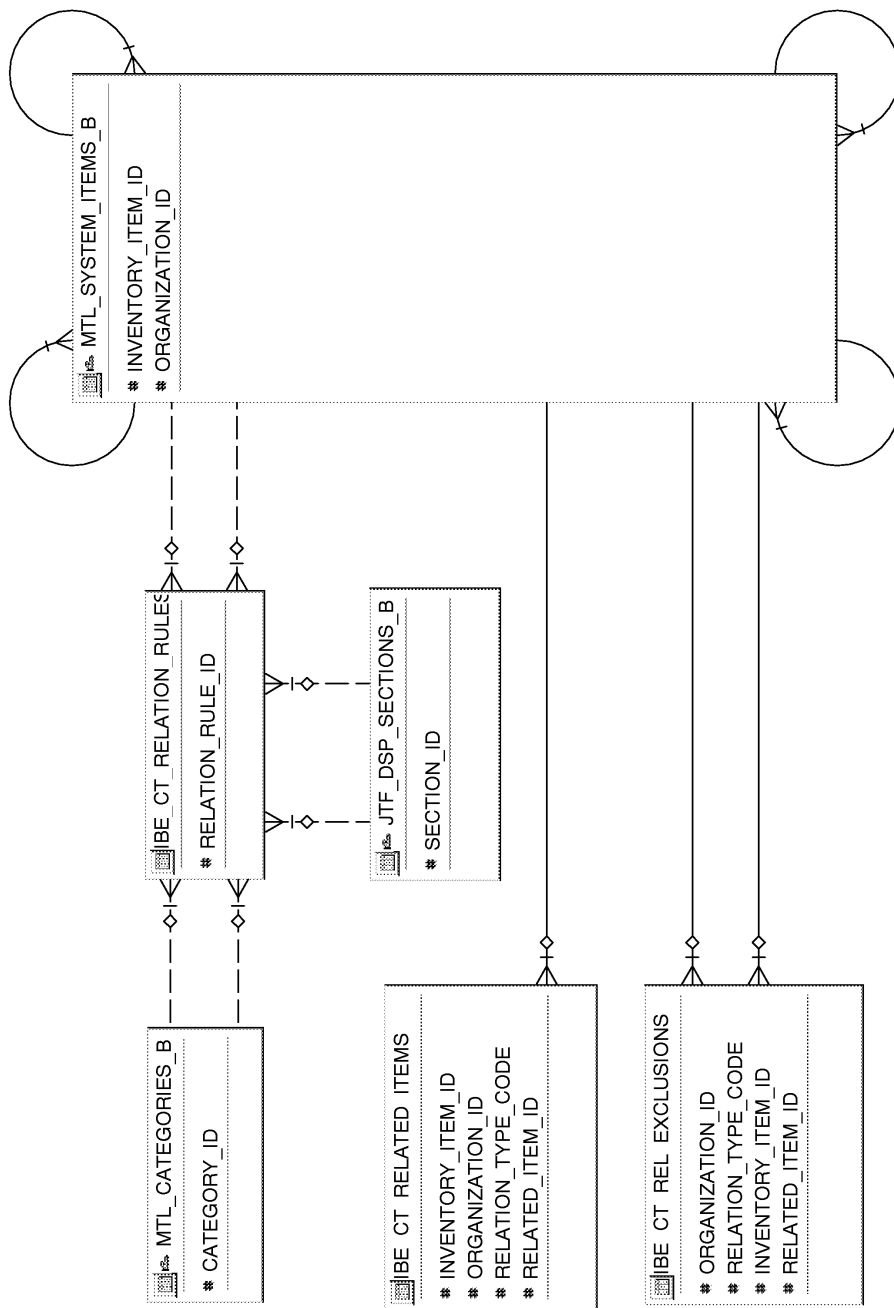 MTL_SYSTEM_ITEMS_B
# INVENTORY_ITEM_ID
# ORGANIZATION_ID
IBE_CT_RELATION_RULES
# RELATION_RULE_ID
JTF_DSP_SECTIONS_B
# SECTION_ID
MTL_CATEGORIES_B
# CATEGORY_ID
IBE_CT_RELATED_ITEMS
# INVENTORY_ITEM_ID
# ORGANIZATION_ID
# RELATION_TYPE_CODE
# RELATED_ITEM_ID
IBE_CT_REL_EXCLUSIONS
# ORGANIZATION_ID
# RELATION_TYPE_CODE
# INVENTORY_ITEM_ID
# RELATED_ITEM_ID